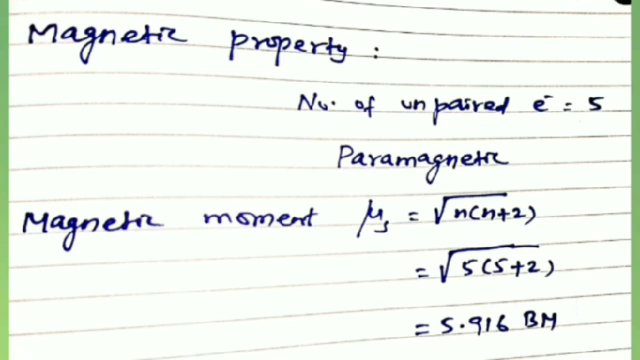 Magnetic property :
No. of unpaired e⁻ = 5
Paramagnetic
Magnetic moment μs = √n(n+2)
= √5(5+2)
= 5.916 BM